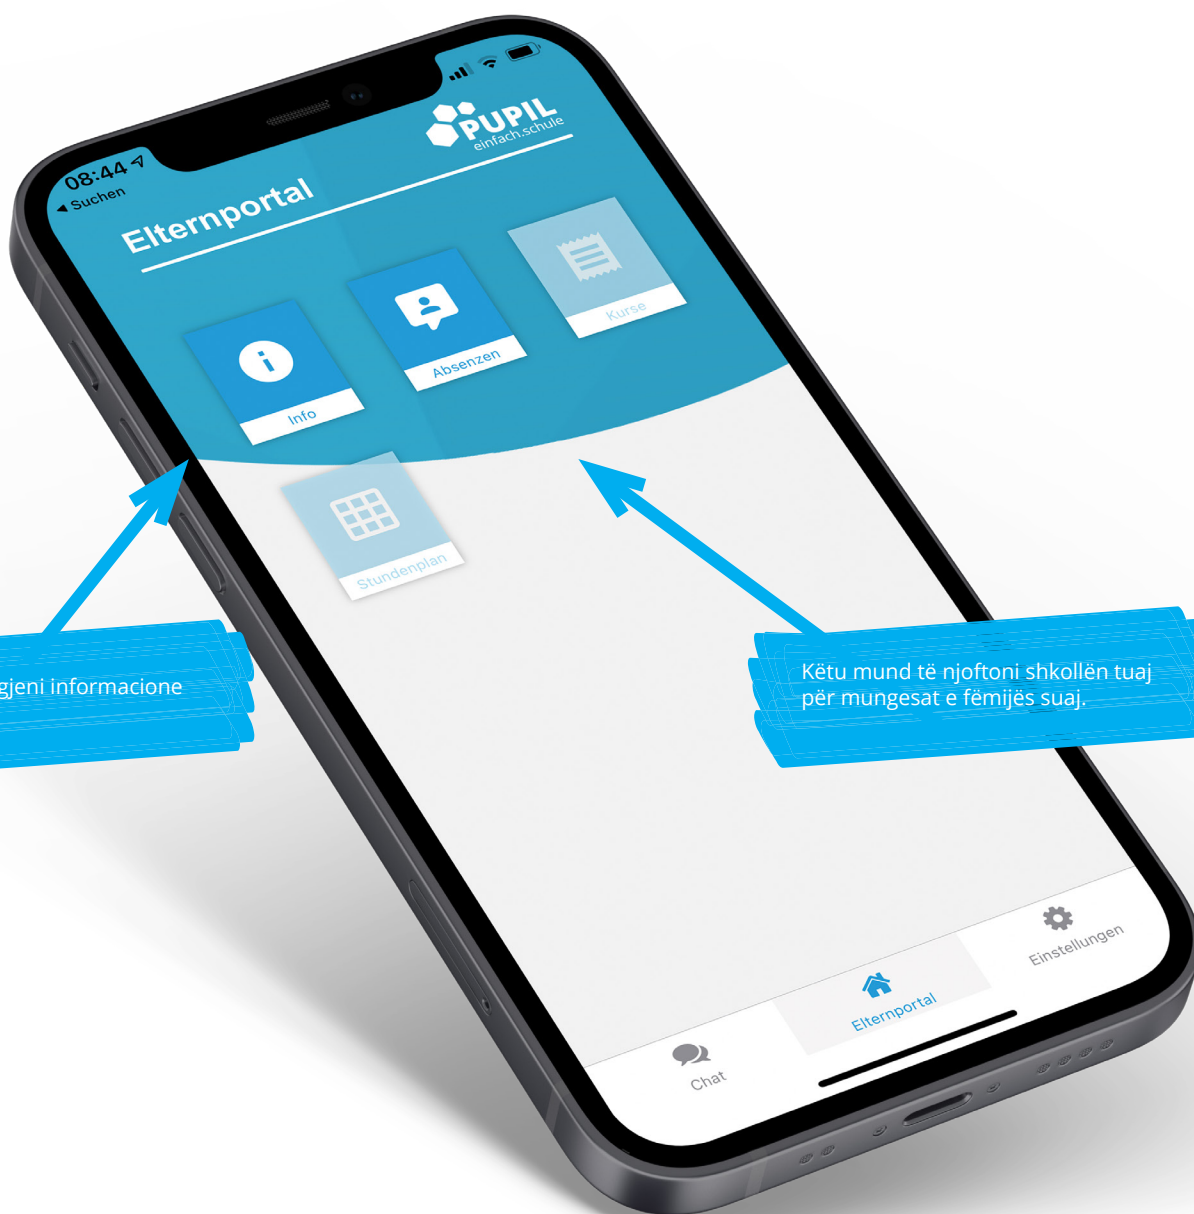 08:44
Suchen
PUPIL
einfach.schule
Elternportal
Info
Absenzen
Kurse
Stundenplan
gjeni informacione
Këtu mund të njoftoni shkollën tuaj
për mungesat e fëmijës suaj.
Chat
Elternportal
Einstellungen